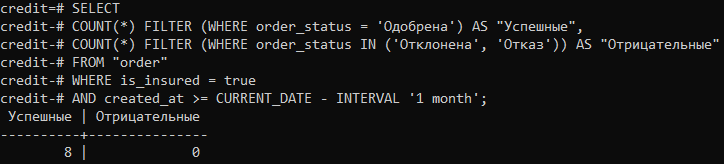 credit=# SELECT
credit-# COUNT(*) FILTER (WHERE order_status = 'Одобрена') AS "Успешные",
credit-# COUNT(*) FILTER (WHERE order_status IN ('Отклонена', 'Отказ')) AS "Отрицательные"
credit-# FROM "order"
credit-# WHERE is_insured = true
credit-# AND created_at >= CURRENT_DATE - INTERVAL '1 month';
 Успешные | Отрицательные
----------+---------------
        8 |             0